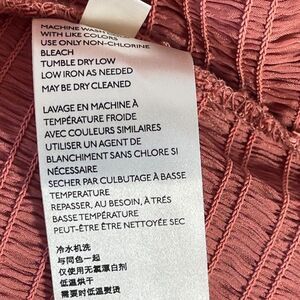 MACHINE WASH
WITH LIKE COLORS
USE ONLY NON-CHLORINE
BLEACH
TUMBLE DRY LOW
LOW IRON AS NEEDED
MAY BE DRY CLEANED
LAVAGE EN MACHINE À
TEMPÉRATURE FROIDE
AVEC COULEURS SIMILAIRES
UTILISER UN AGENT DE
BLANCHIMENT SANS CHLORE SI
NÉCESSAIRE
SECHER PAR CULBUTAGE À BASSE
TEMPERATURE
REPASSER, AU BESOIN, À TRÈS
BASSE TEMPÉRATURE
PEUT-ÊTRE ÊTRE NETTOYÉE SEC
冷水机洗
与同色一起
仅使用无氯漂白剂
低温烘干
需要时低温熨烫